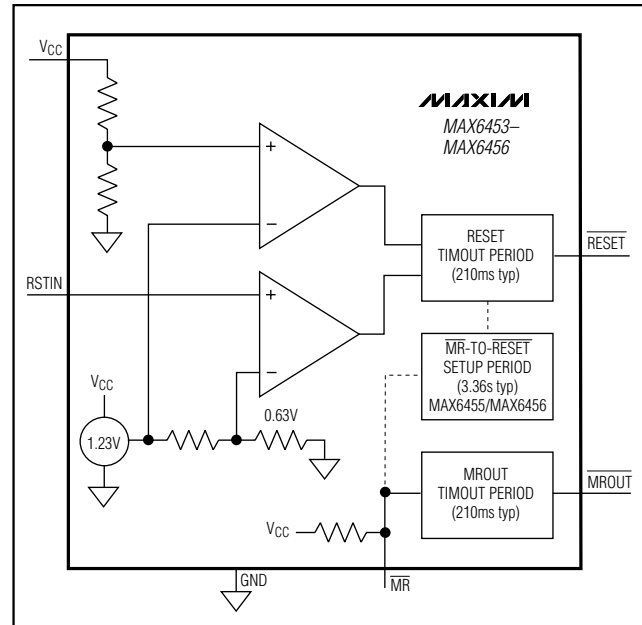 VCC
MAXIM
MAX6453–
MAX6456
+
−
RESET
TIMOUT PERIOD
(210ms typ)
RESET
RSTIN
+
−
MR-TO-RESET
SETUP PERIOD
(3.36s typ)
MAX6455/MAX6456
VCC
1.23V
0.63V
MROUT
TIMOUT PERIOD
(210ms typ)
MROUT
VCC
GND
MR